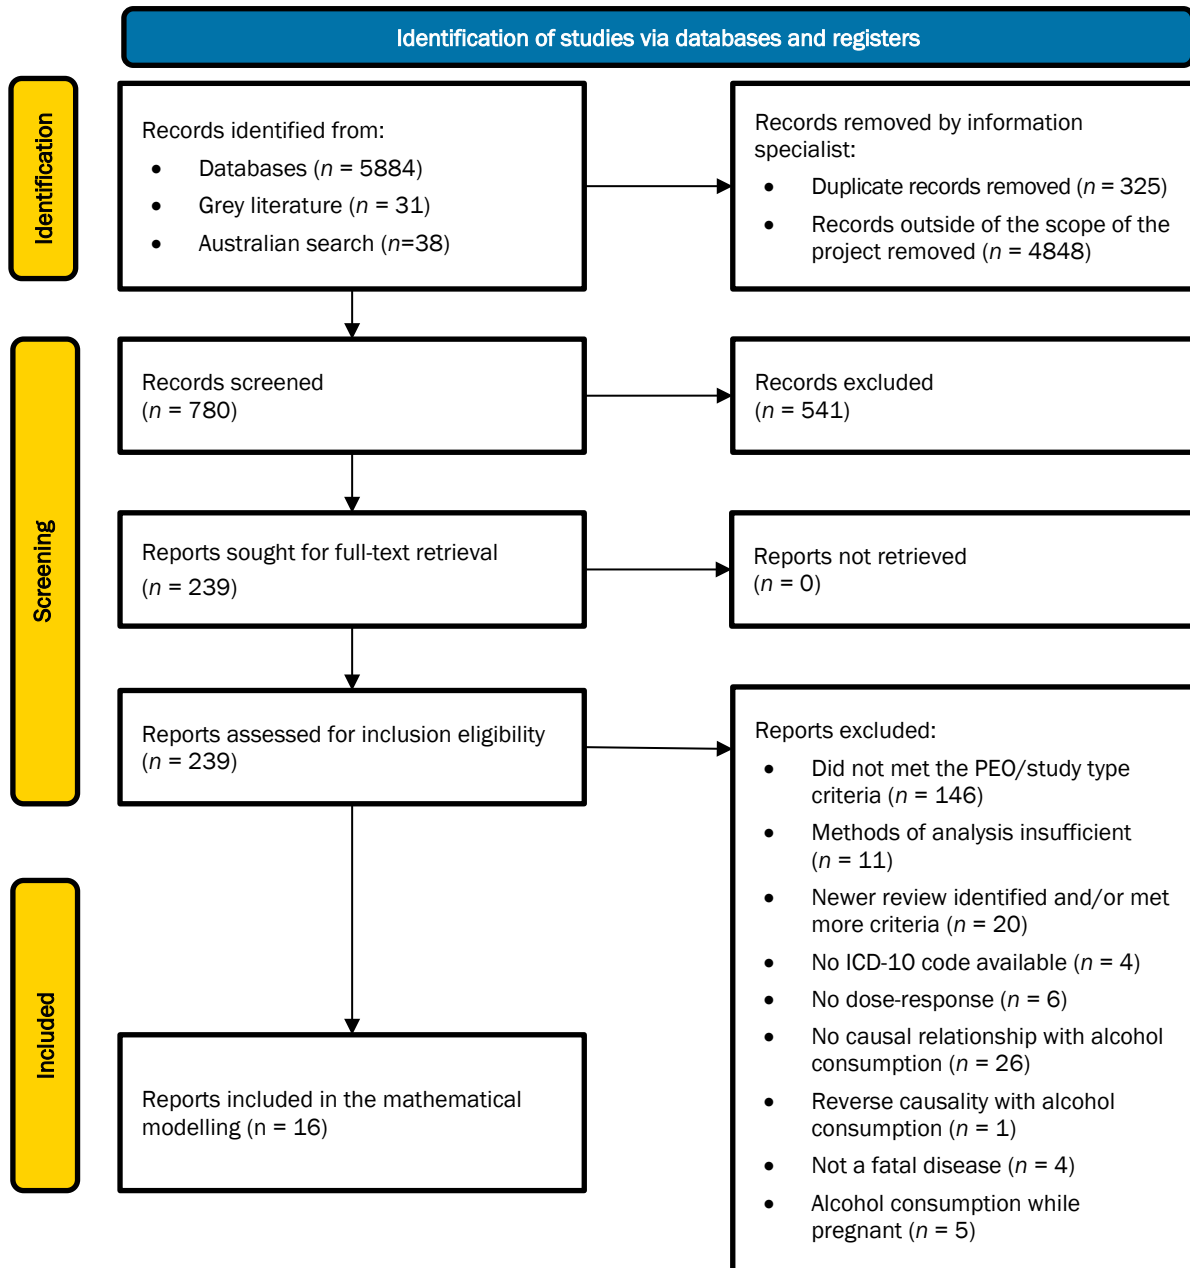 Identification of studies via databases and registers
Identification
Records identified from:
• Databases (n = 5884)
• Grey literature (n = 31)
• Australian search (n=38)
Records removed by information
specialist:
• Duplicate records removed (n = 325)
• Records outside of the scope of the
project removed (n = 4848)
Screening
Records screened
(n = 780)
Records excluded
(n = 541)
Reports sought for full-text retrieval
(n = 239)
Reports not retrieved
(n = 0)
Reports assessed for inclusion eligibility
(n = 239)
Reports excluded:
• Did not met the PEO/study type
criteria (n = 146)
• Methods of analysis insufficient
(n = 11)
• Newer review identified and/or met
more criteria (n = 20)
• No ICD-10 code available (n = 4)
• No dose-response (n = 6)
• No causal relationship with alcohol
consumption (n = 26)
• Reverse causality with alcohol
consumption (n = 1)
• Not a fatal disease (n = 4)
• Alcohol consumption while
pregnant (n = 5)
Included
Reports included in the mathematical
modelling (n = 16)